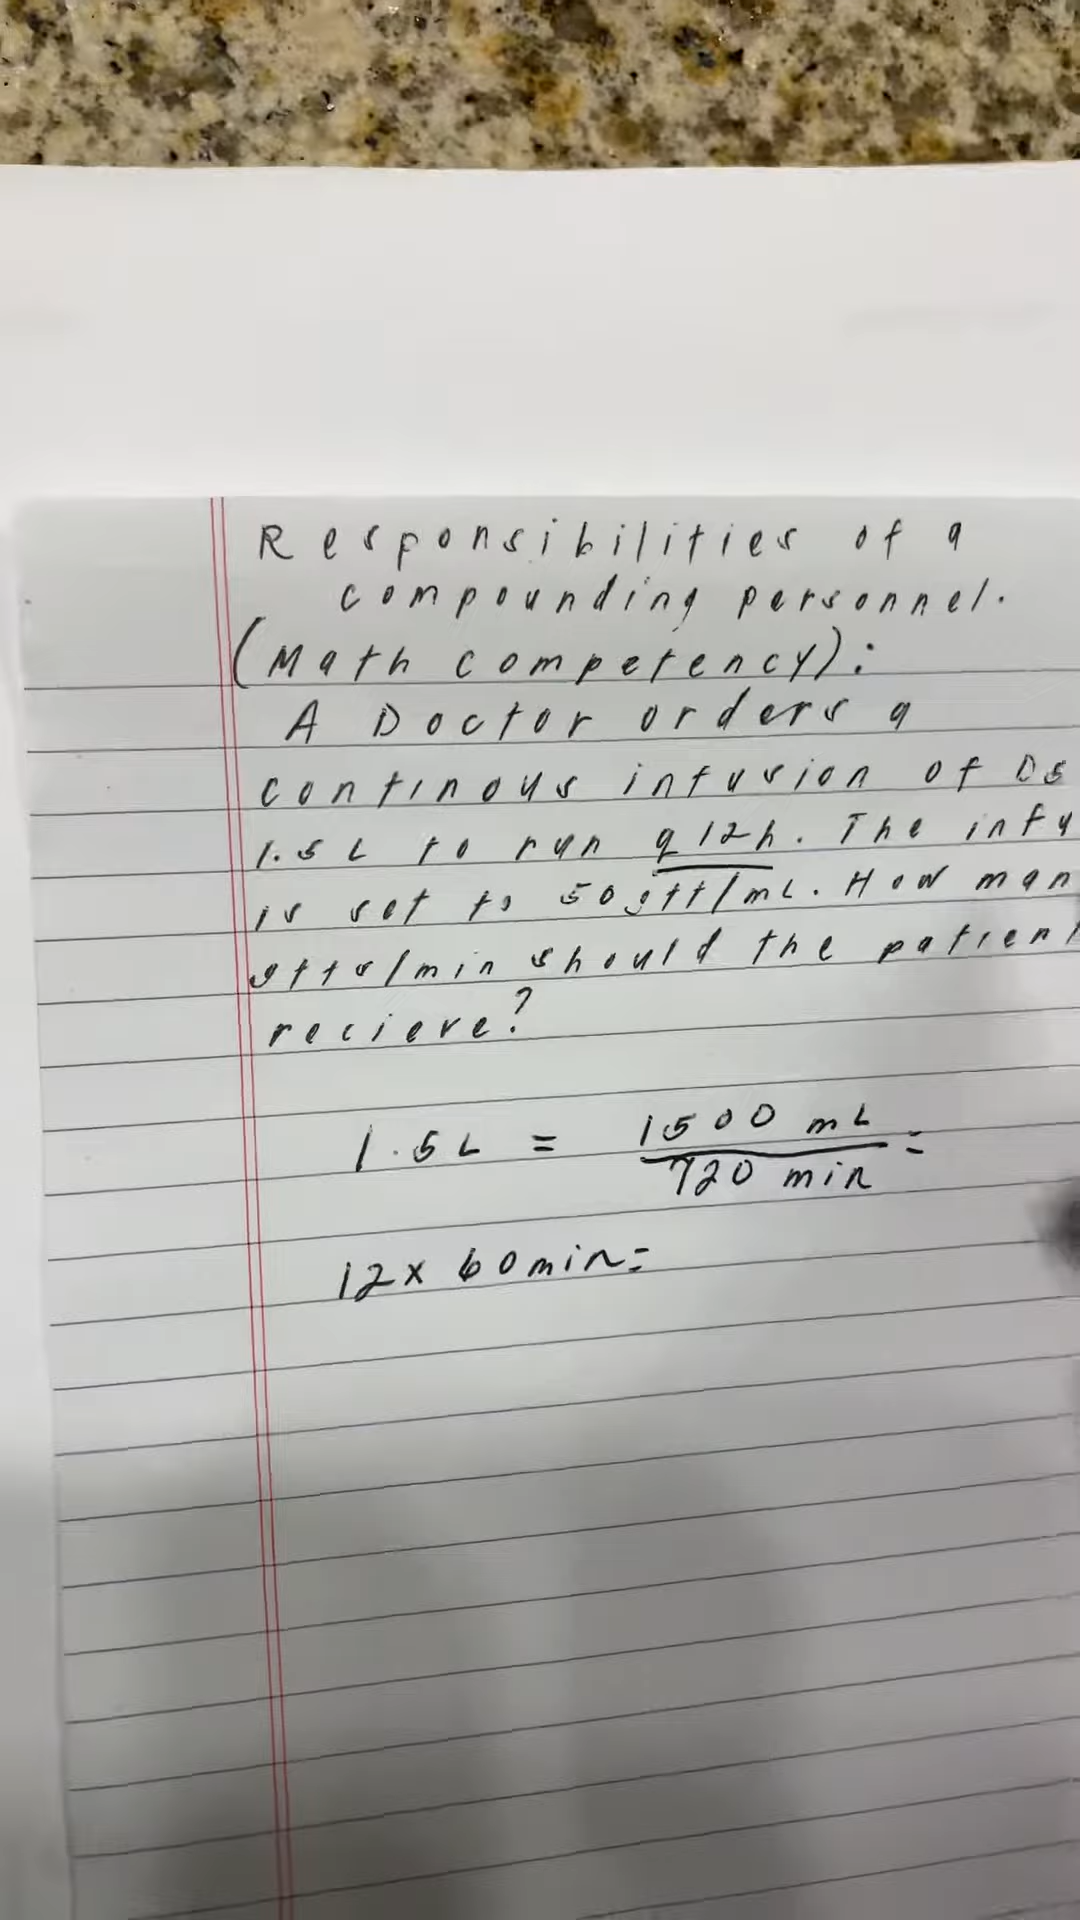 Responsibilities of a
compounding personnel.
(Math competency):
A Doctor orders a
continous infusion of D5
1.5 L to run q12h. The infu
is set to 50gtt/mL. How man
gtts/min should the patient
recieve?
1.5L = 1500 mL =
720 min
12 x 60min=